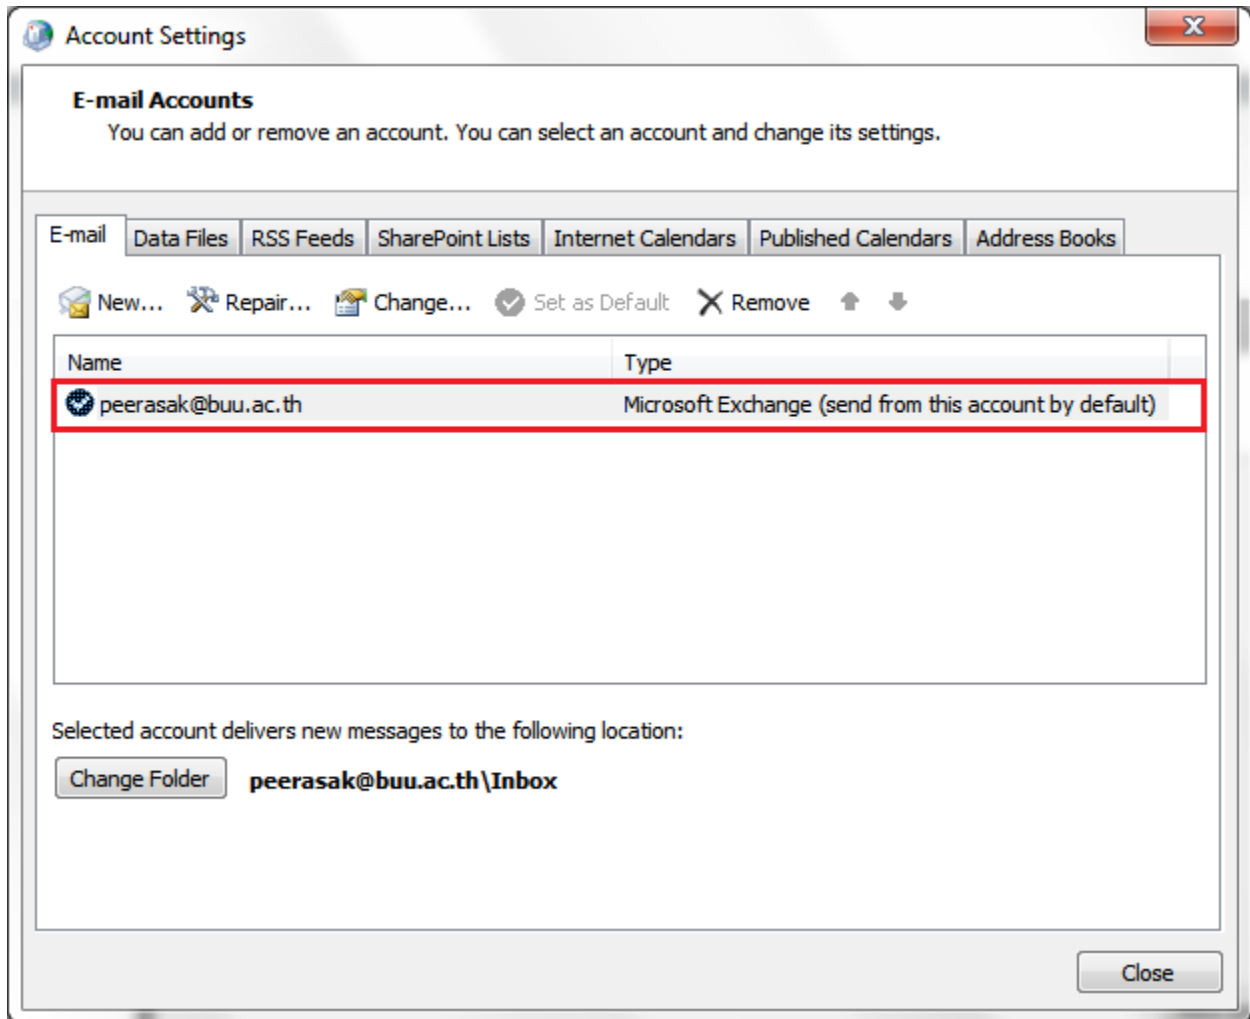 Account Settings
E-mail Accounts
You can add or remove an account. You can select an account and change its settings.
E-mail Data Files RSS Feeds SharePoint Lists Internet Calendars Published Calendars Address Books
New... Repair... Change... Set as Default Remove
Name Type
peerasak@buu.ac.th Microsoft Exchange (send from this account by default)
Selected account delivers new messages to the following location:
Change Folder peerasak@buu.ac.th\Inbox
Close